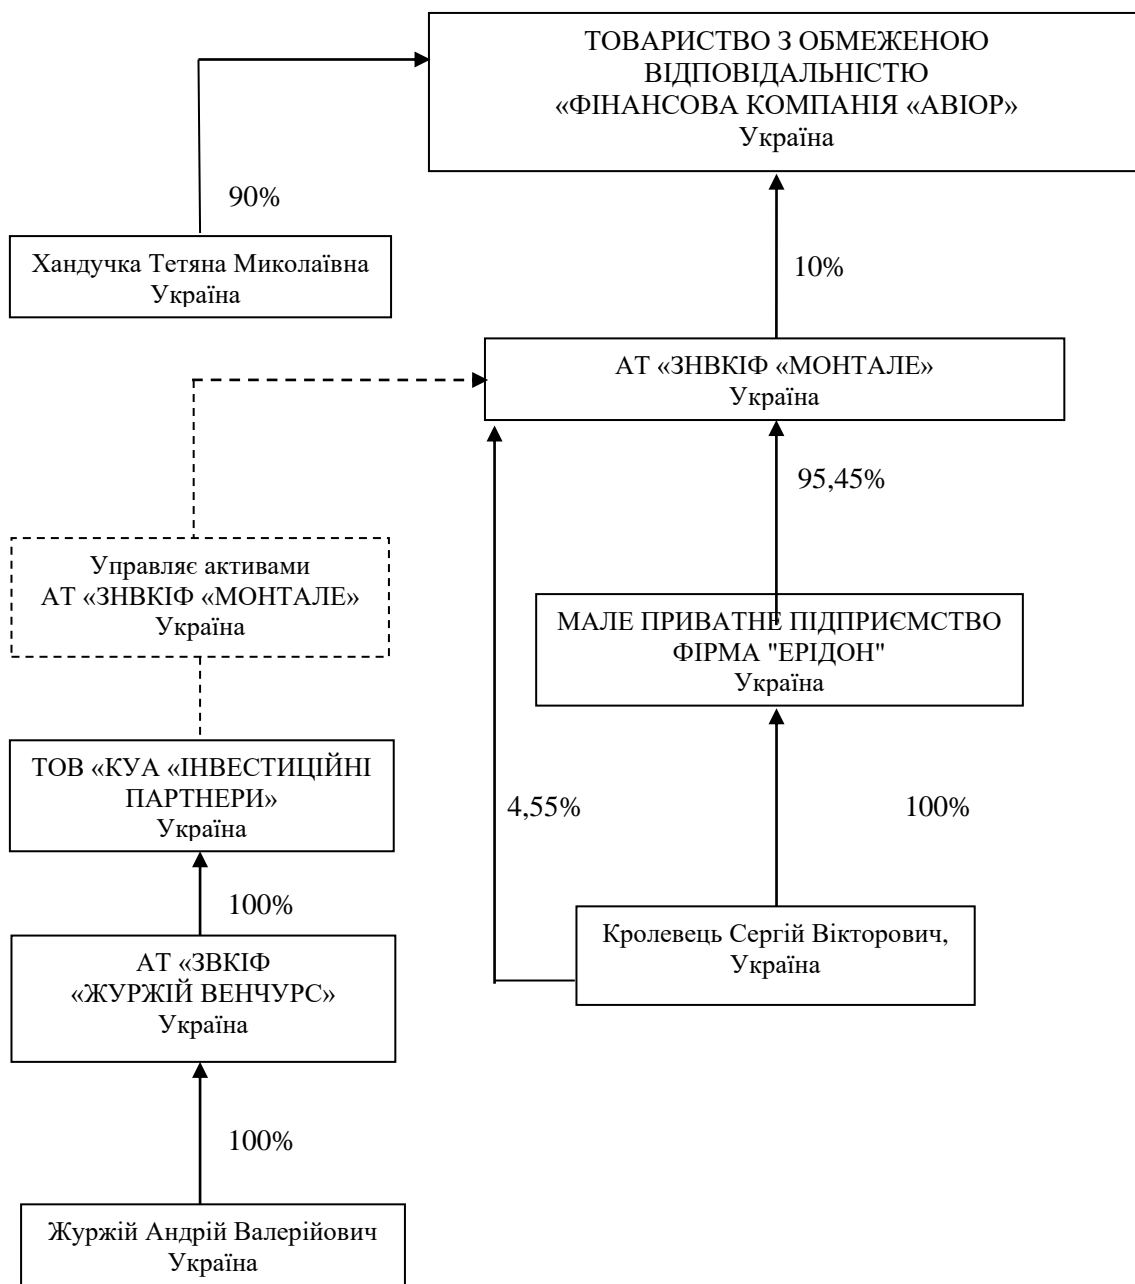 ТОВАРИСТВО З ОБМЕЖЕНОЮ
ВІДПОВІДАЛЬНІСТЮ
«ФІНАНСОВА КОМПАНІЯ «АВІОР»
Україна
90%
Хандучка Тетяна Миколаївна
Україна
10%
АТ «ЗНВКІФ «МОНТАЛЕ»
Україна
95,45%
Управляє активами
АТ «ЗНВКІФ «МОНТАЛЕ»
Україна
МАЛЕ ПРИВАТНЕ ПІДПРИЄМСТВО
ФІРМА "ЕРІДОН"
Україна
ТОВ «КУА «ІНВЕСТИЦІЙНІ
ПАРТНЕРИ»
Україна
4,55%
100%
100%
Кролевець Сергій Вікторович,
Україна
АТ «ЗВКІФ
«ЖУРЖІЙ ВЕНЧУРС»
Україна
100%
Журжій Андрій Валерійович
Україна